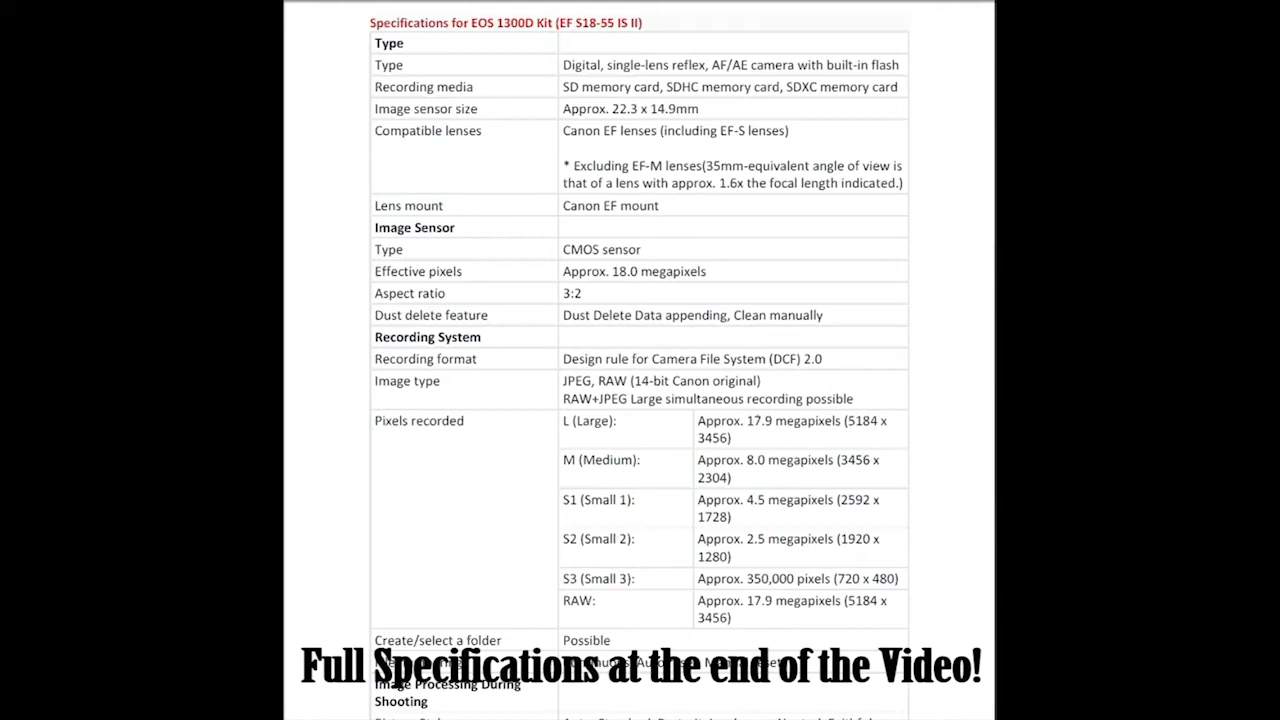 Specifications for EOS 1300D Kit (EF S18-55 IS II)
Type
Type Digital, single-lens reflex, AF/AE camera with built-in flash
Recording media SD memory card, SDHC memory card, SDXC memory card
Image sensor size Approx. 22.3 x 14.9mm
Compatible lenses Canon EF lenses (including EF-S lenses)
* Excluding EF-M lenses(35mm-equivalent angle of view is
that of a lens with approx. 1.6x the focal length indicated.)
Lens mount Canon EF mount
Image Sensor
Type CMOS sensor
Effective pixels Approx. 18.0 megapixels
Aspect ratio 3:2
Dust delete feature Dust Delete Data appending, Clean manually
Recording System
Recording format Design rule for Camera File System (DCF) 2.0
Image type JPEG, RAW (14-bit Canon original)
RAW+JPEG Large simultaneous recording possible
Pixels recorded L (Large): Approx. 17.9 megapixels (5184 x
3456)
M (Medium): Approx. 8.0 megapixels (3456 x
2304)
S1 (Small 1): Approx. 4.5 megapixels (2592 x
1728)
S2 (Small 2): Approx. 2.5 megapixels (1920 x
1280)
S3 (Small 3): Approx. 350,000 pixels (720 x 480)
RAW: Approx. 17.9 megapixels (5184 x
3456)
Create/select a folder Possible
Full Specifications at the end of the Video!
Image Processing During
Shooting